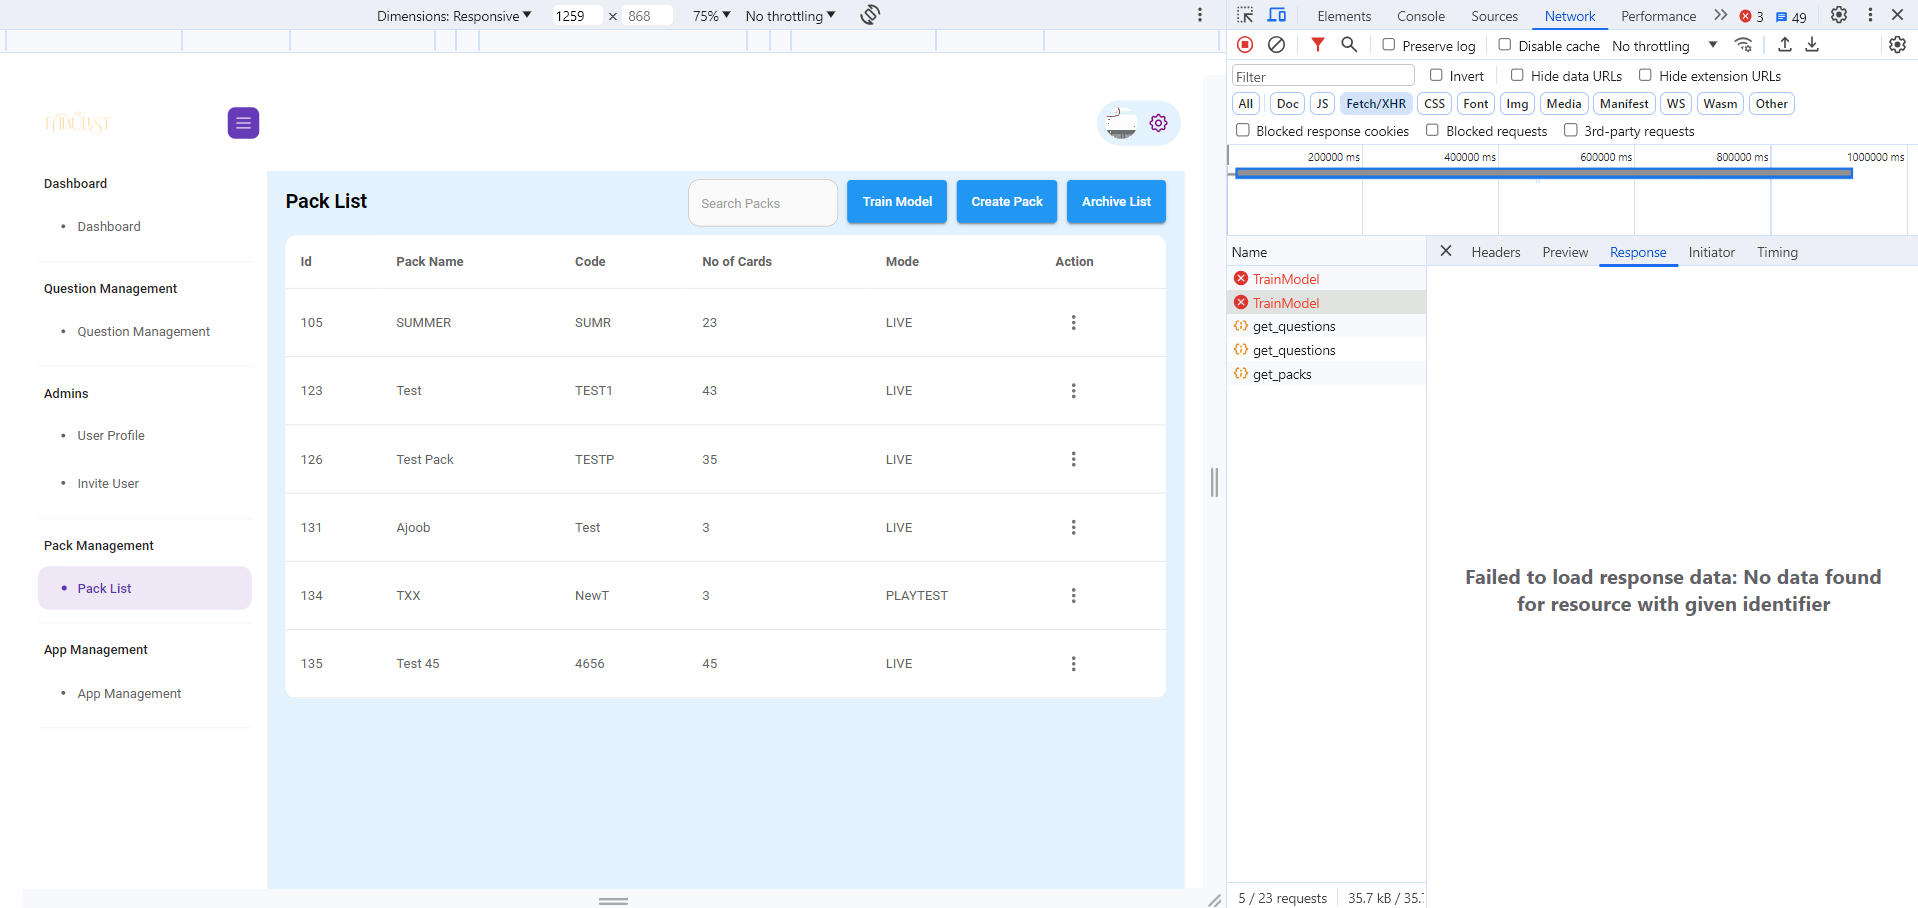 Dimensions: Responsive 1259 × 868 75% No throttling
FABULIST
Dashboard
Dashboard
Question Management
Question Management
Admins
User Profile
Invite User
Pack Management
Pack List
App Management
App Management
Pack List
Search Packs
Train Model
Create Pack
Archive List
Id Pack Name Code No of Cards Mode Action
105 SUMMER SUMR 23 LIVE
123 Test TEST1 43 LIVE
126 Test Pack TESTP 35 LIVE
131 Ajoob Test 3 LIVE
134 TXX NewT 3 PLAYTEST
135 Test 45 4656 45 LIVE
Elements Console Sources Network Performance 3 49
Preserve log Disable cache No throttling
Filter Invert Hide data URLs Hide extension URLs
All Doc JS Fetch/XHR CSS Font Img Media Manifest WS Wasm Other
Blocked response cookies Blocked requests 3rd-party requests
200000 ms 400000 ms 600000 ms 800000 ms 1000000 ms
Name
TrainModel
TrainModel
get_questions
get_questions
get_packs
Headers Preview Response Initiator Timing
Failed to load response data: No data found
for resource with given identifier
5 / 23 requests 35.7 kB / 35.